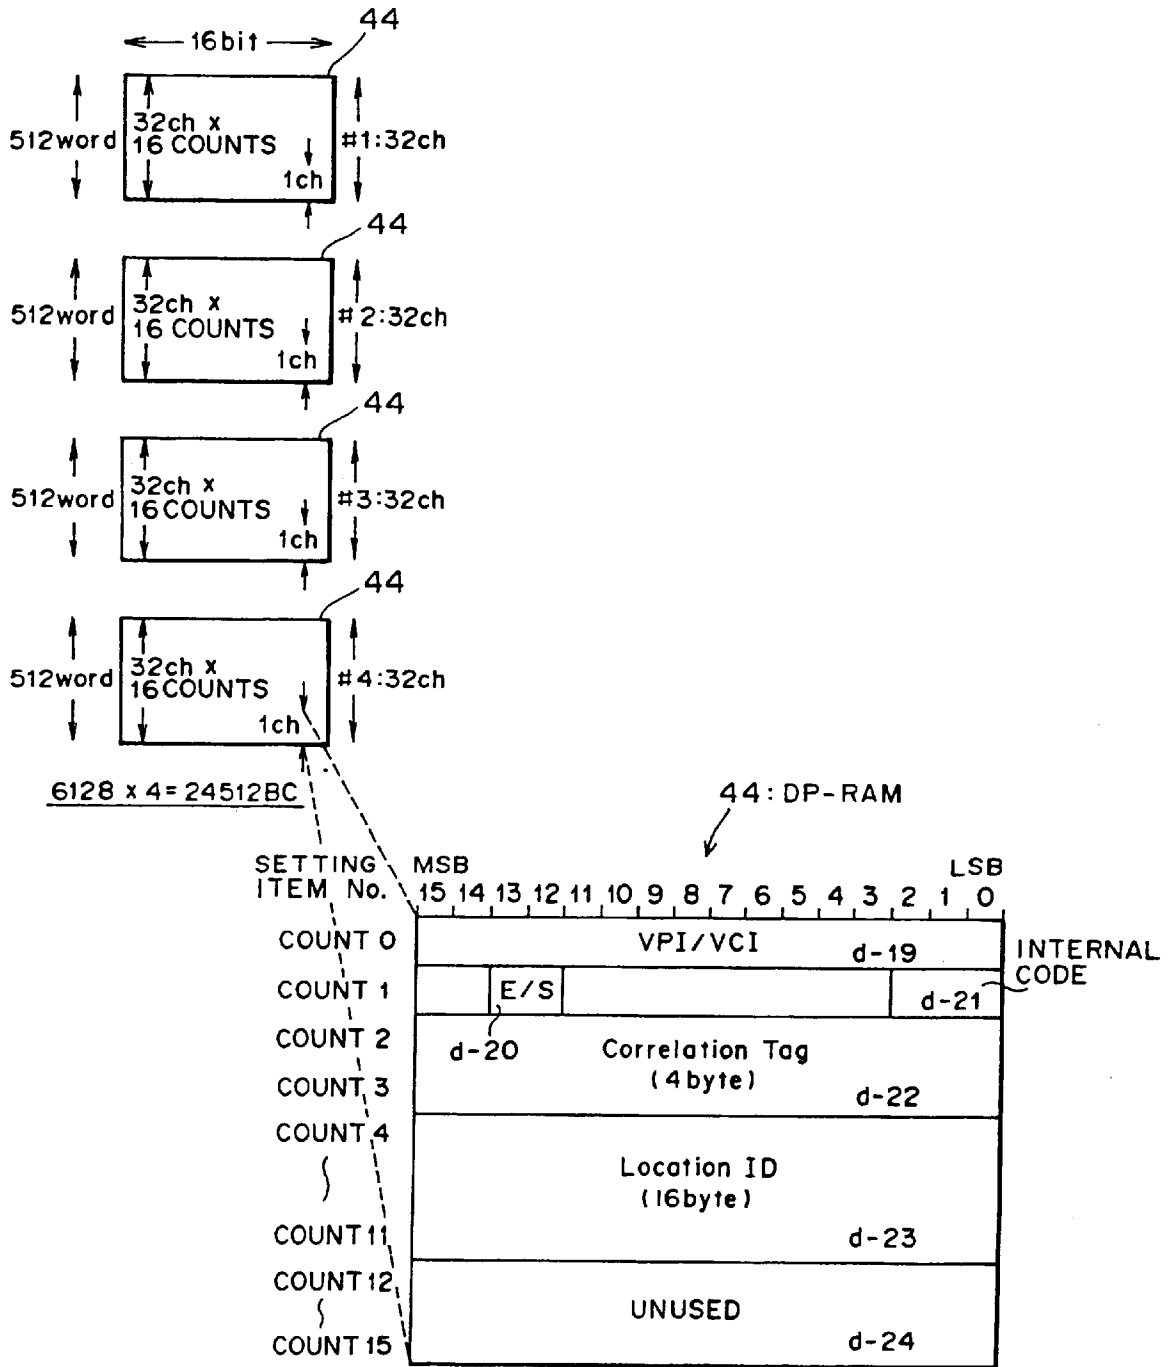 44
16bit
512word
32ch x
16 COUNTS
1ch
#1:32ch
44
512word
32ch x
16 COUNTS
1ch
#2:32ch
44
512word
32ch x
16COUNTS
1ch
#3:32ch
44
512word
32ch x
16COUNTS
1ch
#4:32ch
6128 x 4=24512BC
44:DP-RAM
SETTING ITEM No.
MSB
LSB
15 14 13 12 11 10 9 8 7 6 5 4 3 2 1 0
COUNT 0
VPI/VCI
d-19
INTERNAL CODE
COUNT 1
E/S
d-21
COUNT 2
d-20
Correlation Tag
(4byte)
COUNT 3
d-22
COUNT 4
Location ID
(16byte)
COUNT 11
d-23
COUNT 12
UNUSED
COUNT 15
d-24